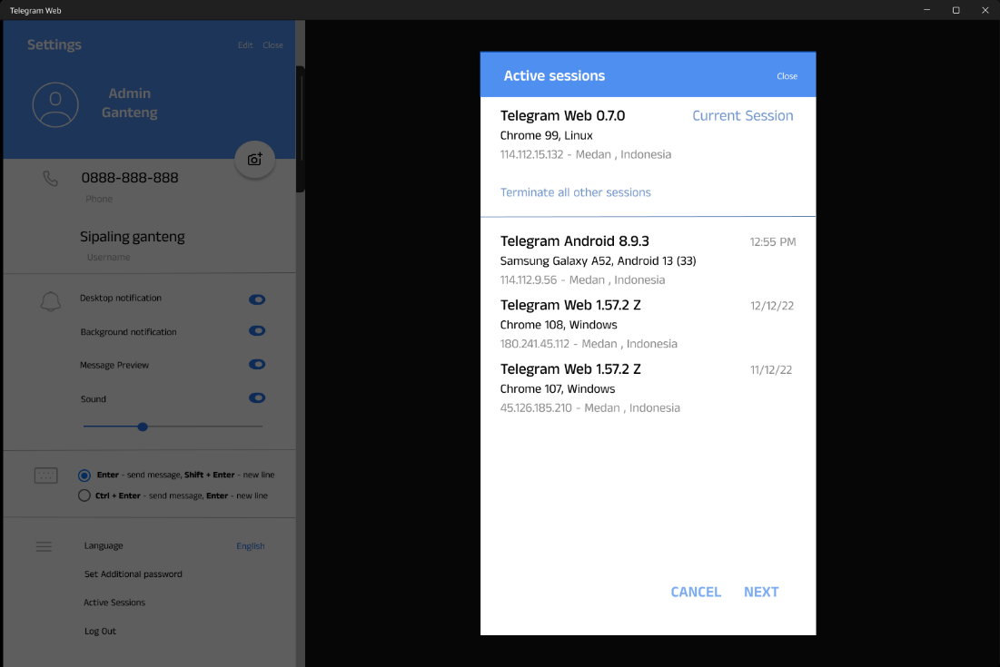 Telegram Web
Settings
Edit Close
Admin
Ganteng
0888-888-888
Phone
Sipaling ganteng
Username
Desktop notification
Background notification
Message Preview
Sound
Enter - send message, Shift + Enter - new line
Ctrl + Enter - send message, Enter - new line
Language English
Set Additional password
Active Sessions
Log Out
Active sessions Close
Telegram Web 0.7.0 Current Session
Chrome 99, Linux
114.112.15.132 - Medan , Indonesia
Terminate all other sessions
Telegram Android 8.9.3 12:55 PM
Samsung Galaxy A52, Android 13 (33)
114.112.9.56 - Medan , Indonesia
Telegram Web 1.57.2 Z 12/12/22
Chrome 108, Windows
180.241.45.112 - Medan , Indonesia
Telegram Web 1.57.2 Z 11/12/22
Chrome 107, Windows
45.126.185.210 - Medan , Indonesia
CANCEL NEXT